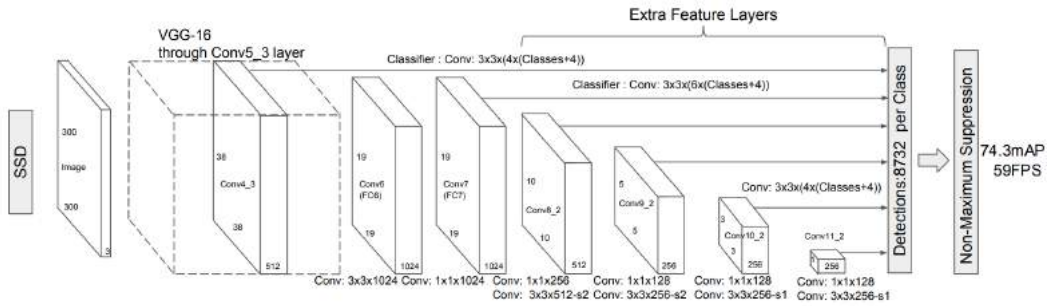 Extra Feature Layers
VGG-16
through Conv5_3 layer
Classifier : Conv: 3x3x(4x(Classes+4))
Classifier : Conv: 3x3x(6x(Classes+4))
SSD
300
Image
300
3
38
Conv4_3
38
512
19
Conv6
(FC6)
19
1024
19
Conv7
(FC7)
19
1024
10
Conv8_2
10
512
5
Conv9_2
5
256
Conv: 3x3x(4x(Classes+4))
3
Conv10_2
3
256
Conv11_2
256
Detections:8732 per Class
Non-Maximum Suppression
74.3mAP
59FPS
Conv: 3x3x1024
Conv: 1x1x1024
Conv: 1x1x256
Conv: 3x3x512-s2
Conv: 1x1x128
Conv: 3x3x256-s2
Conv: 1x1x128
Conv: 3x3x256-s1
Conv: 1x1x128
Conv: 3x3x256-s1